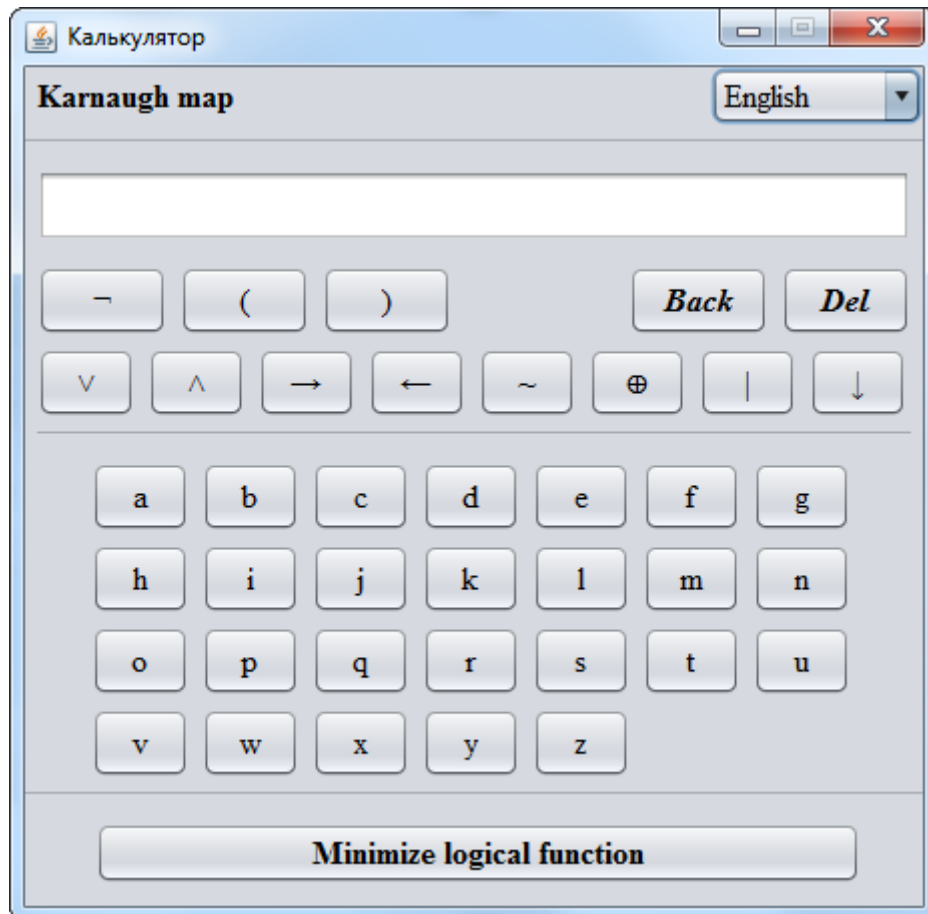 Калькулятор
Karnaugh map English
¬ ( ) Back Del
∨ ∧ → ← ~ ⊕ | ↓
a b c d e f g
h i j k l m n
o p q r s t u
v w x y z
Minimize logical function